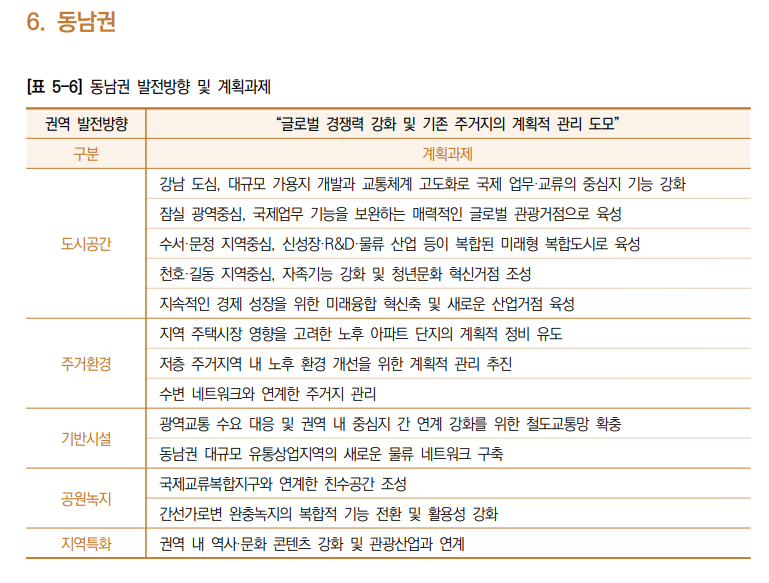 6. 동남권
[표 5-6] 동남권 발전방향 및 계획과제
권역 발전방향
“글로벌 경쟁력 강화 및 기존 주거지의 계획적 관리 도모”
구분
계획과제
도시공간
강남 도심, 대규모 가용지 개발과 교통체계 고도화로 국제 업무·교류의 중심지 기능 강화
잠실 광역중심, 국제업무 기능을 보완하는 매력적인 글로벌 관광거점으로 육성
수서·문정 지역중심, 신성장·R&D·물류 산업 등이 복합된 미래형 복합도시로 육성
천호·길동 지역중심, 자족기능 강화 및 청년문화 혁신거점 조성
지속적인 경제 성장을 위한 미래융합 혁신축 및 새로운 산업거점 육성
주거환경
지역 주택시장 영향을 고려한 노후 아파트 단지의 계획적 정비 유도
저층 주거지역 내 노후 환경 개선을 위한 계획적 관리 추진
수변 네트워크와 연계한 주거지 관리
기반시설
광역교통 수요 대응 및 권역 내 중심지 간 연계 강화를 위한 철도교통망 확충
동남권 대규모 유통상업지역의 새로운 물류 네트워크 구축
공원녹지
국제교류복합지구와 연계한 친수공간 조성
간선가로변 완충녹지의 복합적 기능 전환 및 활용성 강화
지역특화
권역 내 역사·문화 콘텐츠 강화 및 관광산업과 연계